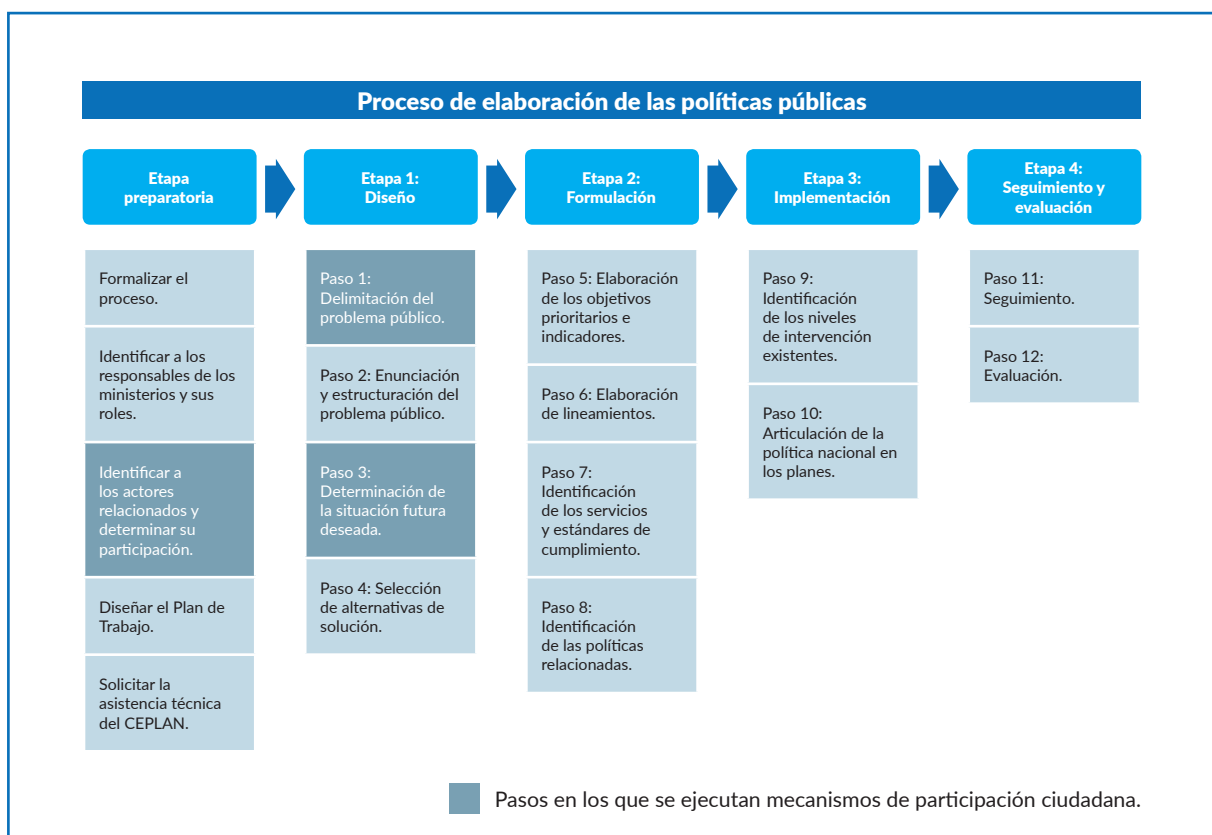 Proceso de elaboración de las políticas públicas
Etapa
preparatoria
Etapa 1:
Diseño
Etapa 2:
Formulación
Etapa 3:
Implementación
Etapa 4:
Seguimiento y
evaluación
Formalizar el
proceso.
Identificar a los
responsables de los
ministerios y sus
roles.
Identificar a
los actores
relacionados y
determinar su
participación.
Diseñar el Plan de
Trabajo.
Solicitar la
asistencia técnica
del CEPLAN.
Paso 1:
Delimitación del
problema público.
Paso 2: Enunciación
y estructuración del
problema público.
Paso 3:
Determinación de
la situación futura
deseada.
Paso 4: Selección
de alternativas de
solución.
Paso 5: Elaboración
de los objetivos
prioritarios e
indicadores.
Paso 6: Elaboración
de lineamientos.
Paso 7:
Identificación
de los servicios
y estándares de
cumplimiento.
Paso 8:
Identificación
de las políticas
relacionadas.
Paso 9:
Identificación
de los niveles
de intervención
existentes.
Paso 10:
Articulación de la
política nacional en
los planes.
Paso 11:
Seguimiento.
Paso 12:
Evaluación.
Pasos en los que se ejecutan mecanismos de participación ciudadana.